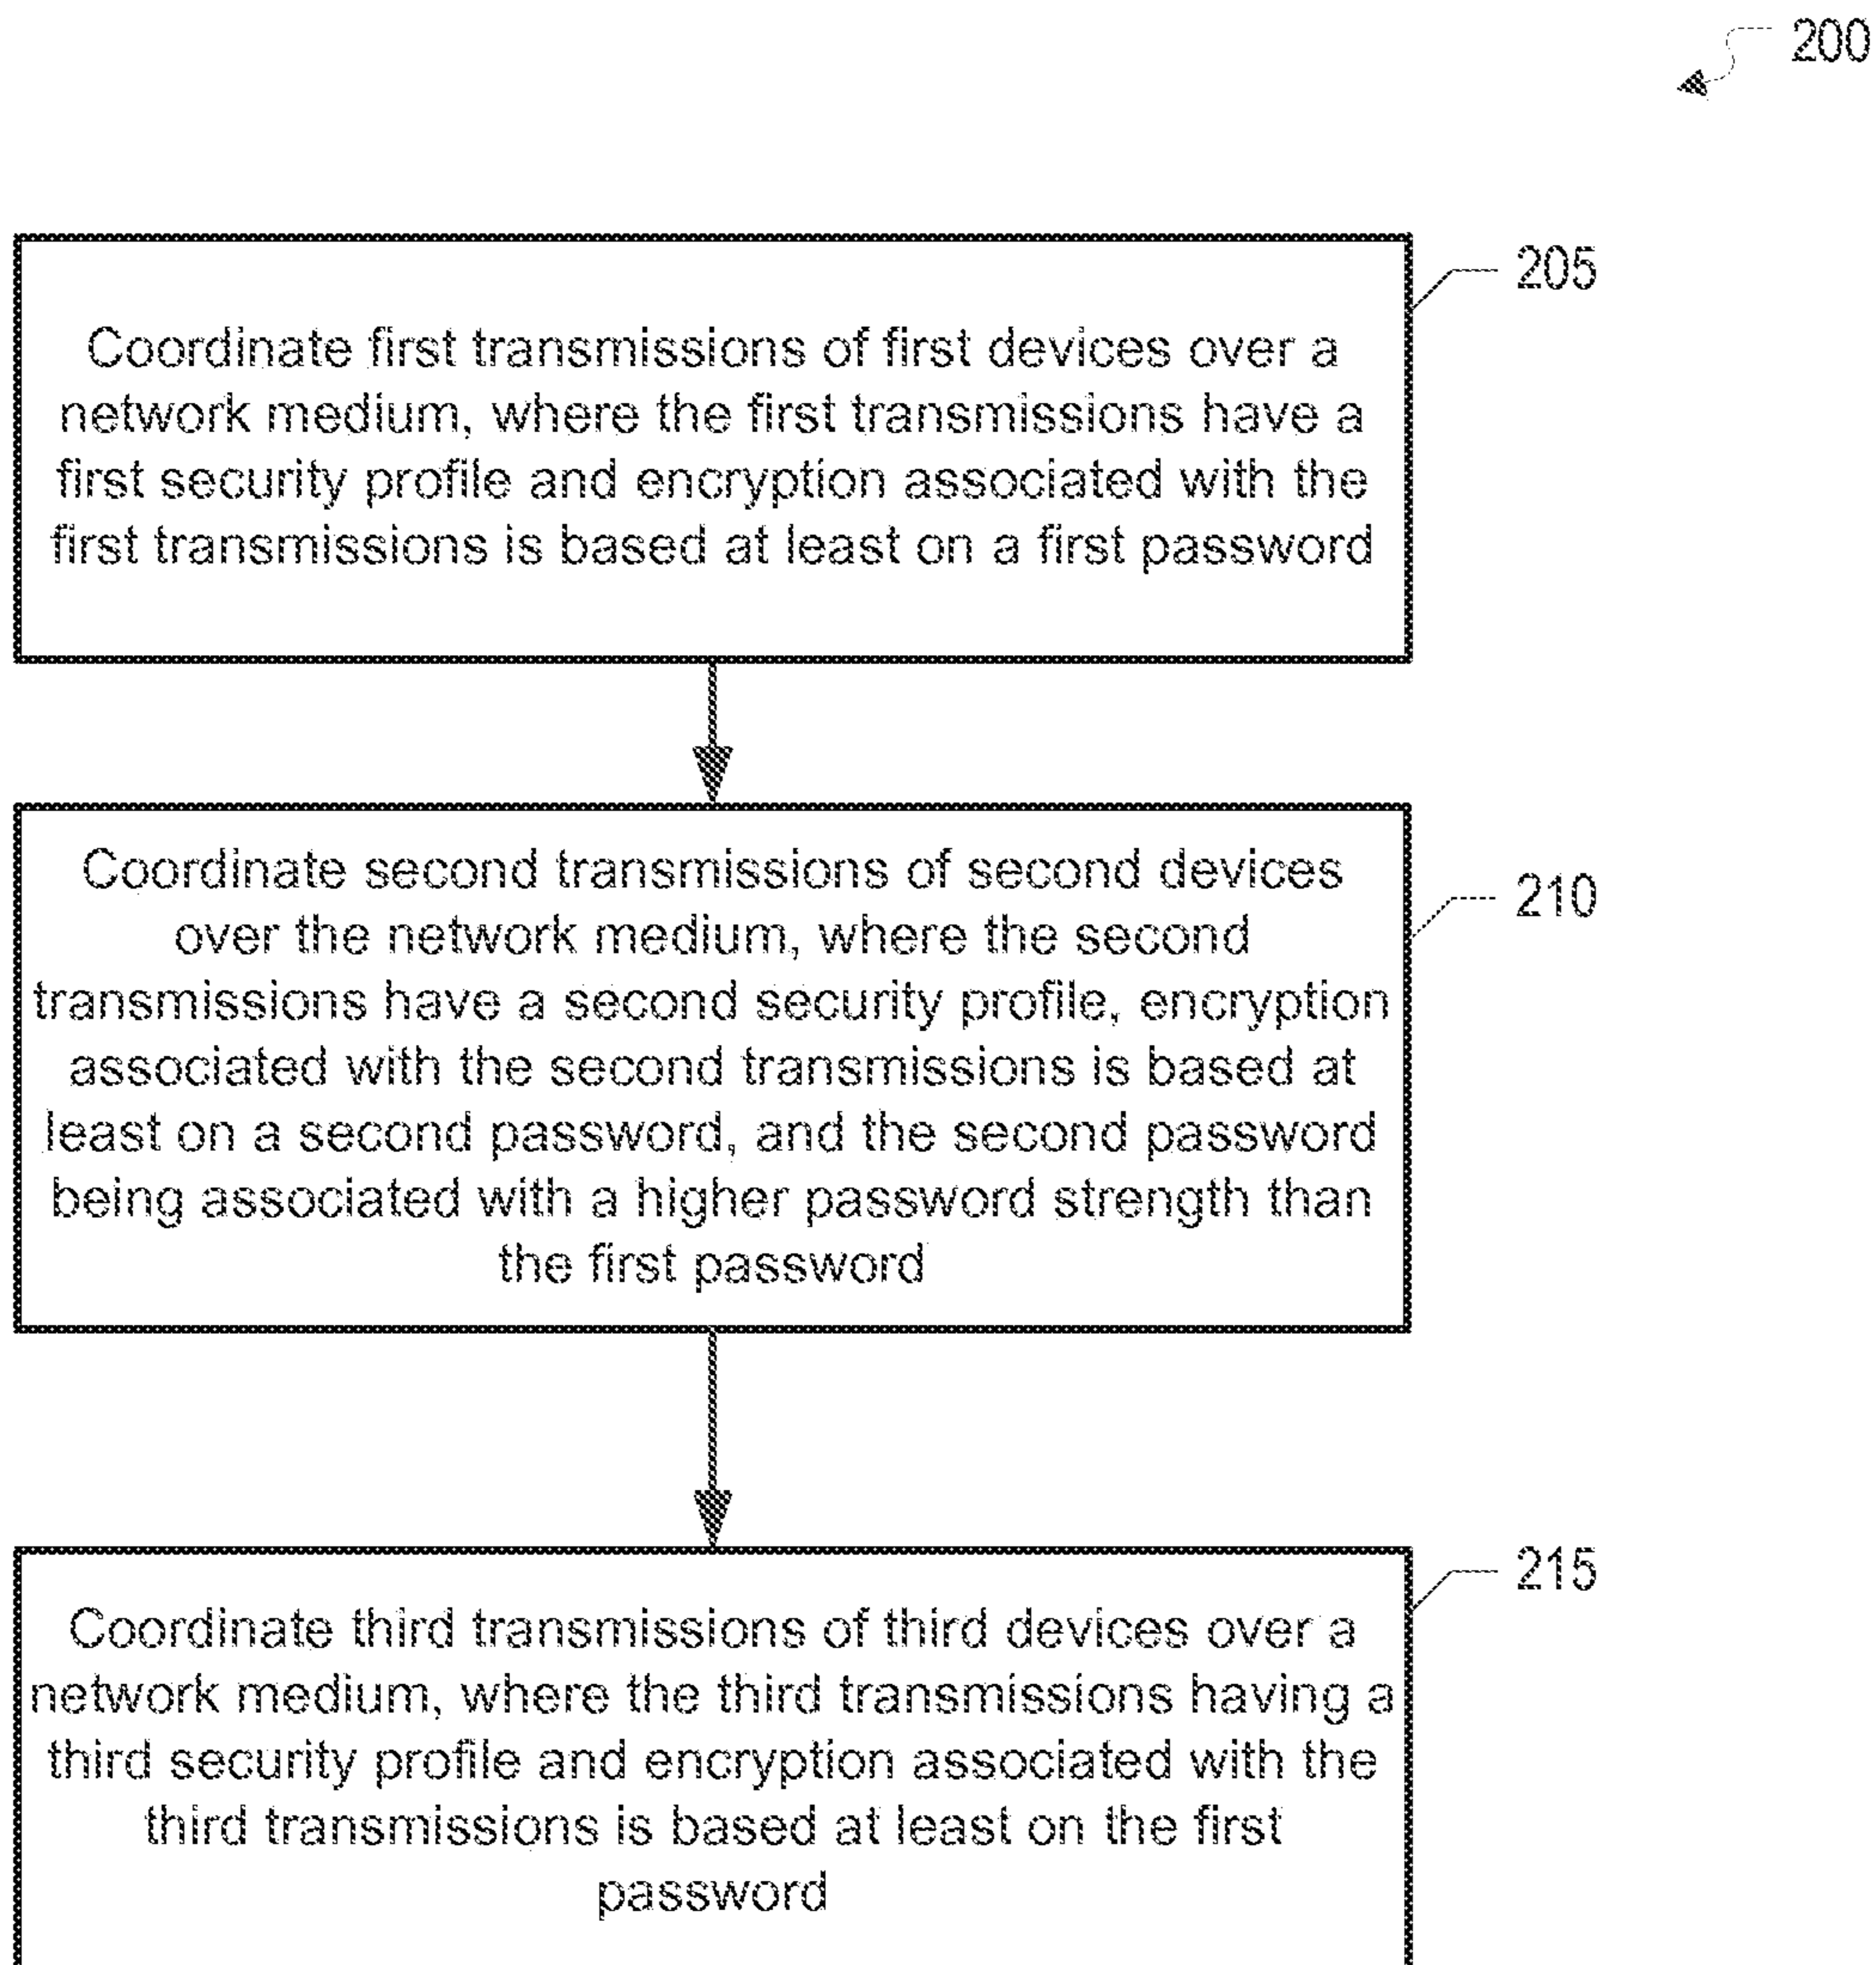 200
205
Coordinate first transmissions of first devices over a
network medium, where the first transmissions have a
first security profile and encryption associated with the
first transmissions is based at least on a first password
210
Coordinate second transmissions of second devices
over the network medium, where the second
transmissions have a second security profile, encryption
associated with the second transmissions is based at
least on a second password, and the second password
being associated with a higher password strength than
the first password
215
Coordinate third transmissions of third devices over a
network medium, where the third transmissions having a
third security profile and encryption associated with the
third transmissions is based at least on the first
password